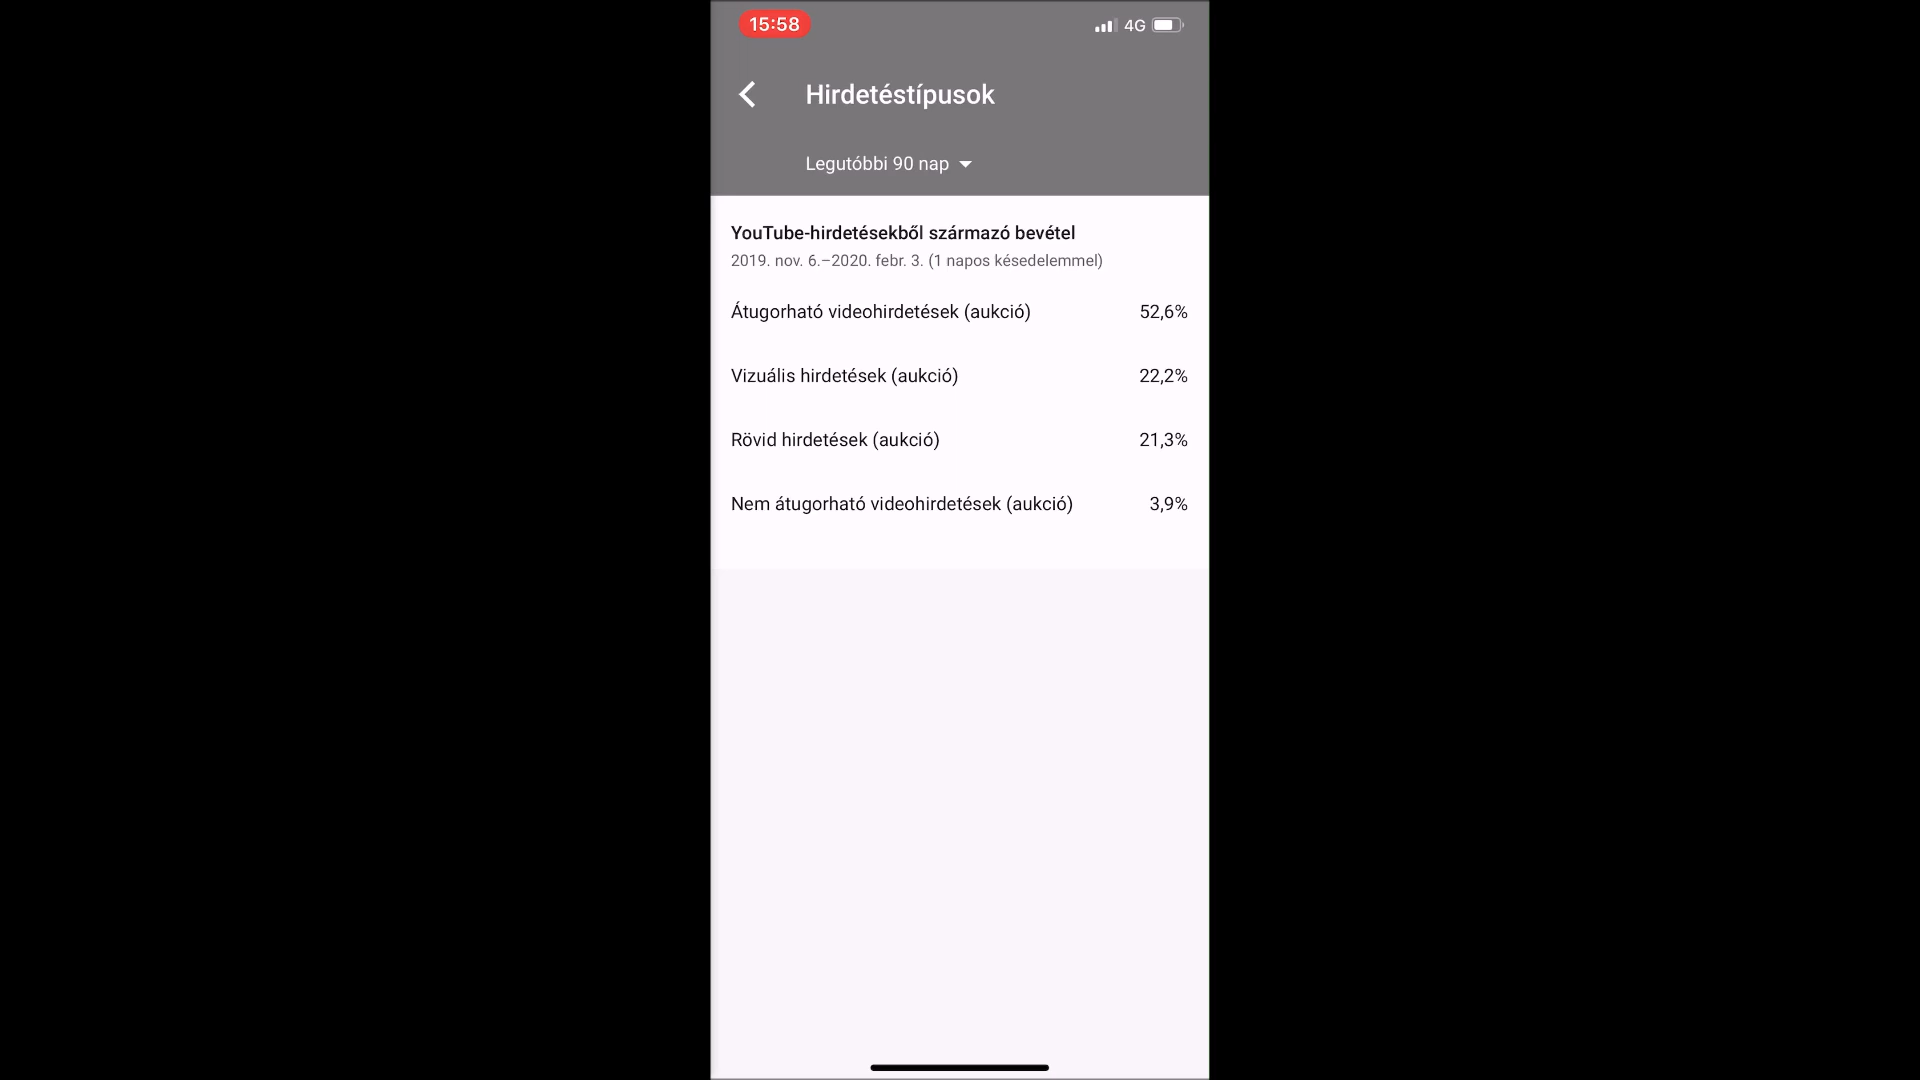 15:58
4G
Hirdetéstípusok
Legutóbbi 90 nap
YouTube-hirdetésekből származó bevétel
2019. nov. 6.–2020. febr. 3. (1 napos késedelemmel)
Átugorható videohirdetések (aukció) 52,6%
Vizuális hirdetések (aukció) 22,2%
Rövid hirdetések (aukció) 21,3%
Nem átugorható videohirdetések (aukció) 3,9%